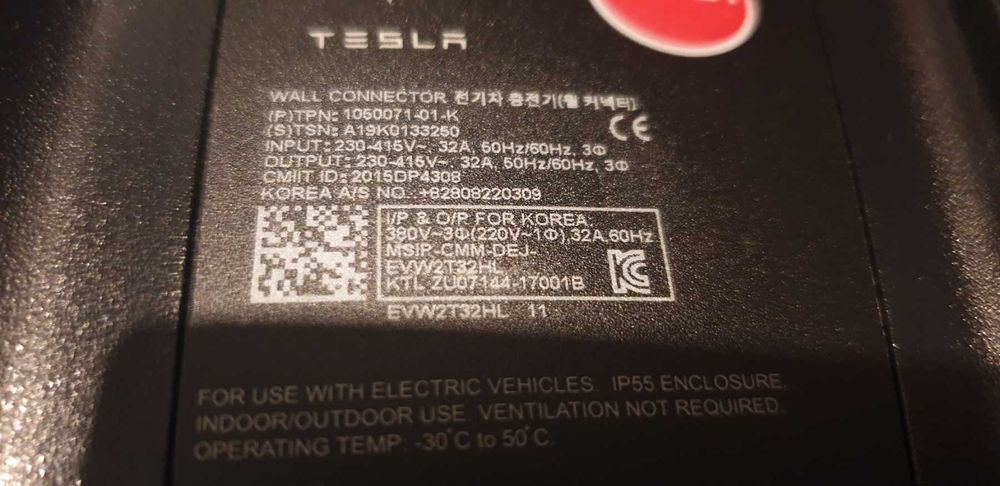 TESLA
WALL CONNECTOR 전기차 충전기(월 커넥터)
(P)TPN: 1050071-01-K
(S)TSN: A19K0133250
INPUT: 230-415V~, 32A, 50Hz/60Hz, 3Φ
OUTPUT: 230-415V~, 32A, 50Hz/60Hz, 3Φ
CMIIT ID: 2015DP4308
KOREA A/S NO. +82808220309
CE
I/P & O/P FOR KOREA.
380V~3Φ(220V~1Φ),32A,60Hz
MSIP-CMM-DEJ-
EVW2T32HL
KTL ZU07144-17001B
EVW2T32HL 11
FOR USE WITH ELECTRIC VEHICLES. IP55 ENCLOSURE.
INDOOR/OUTDOOR USE. VENTILATION NOT REQUIRED.
OPERATING TEMP: -30°C to 50°C.